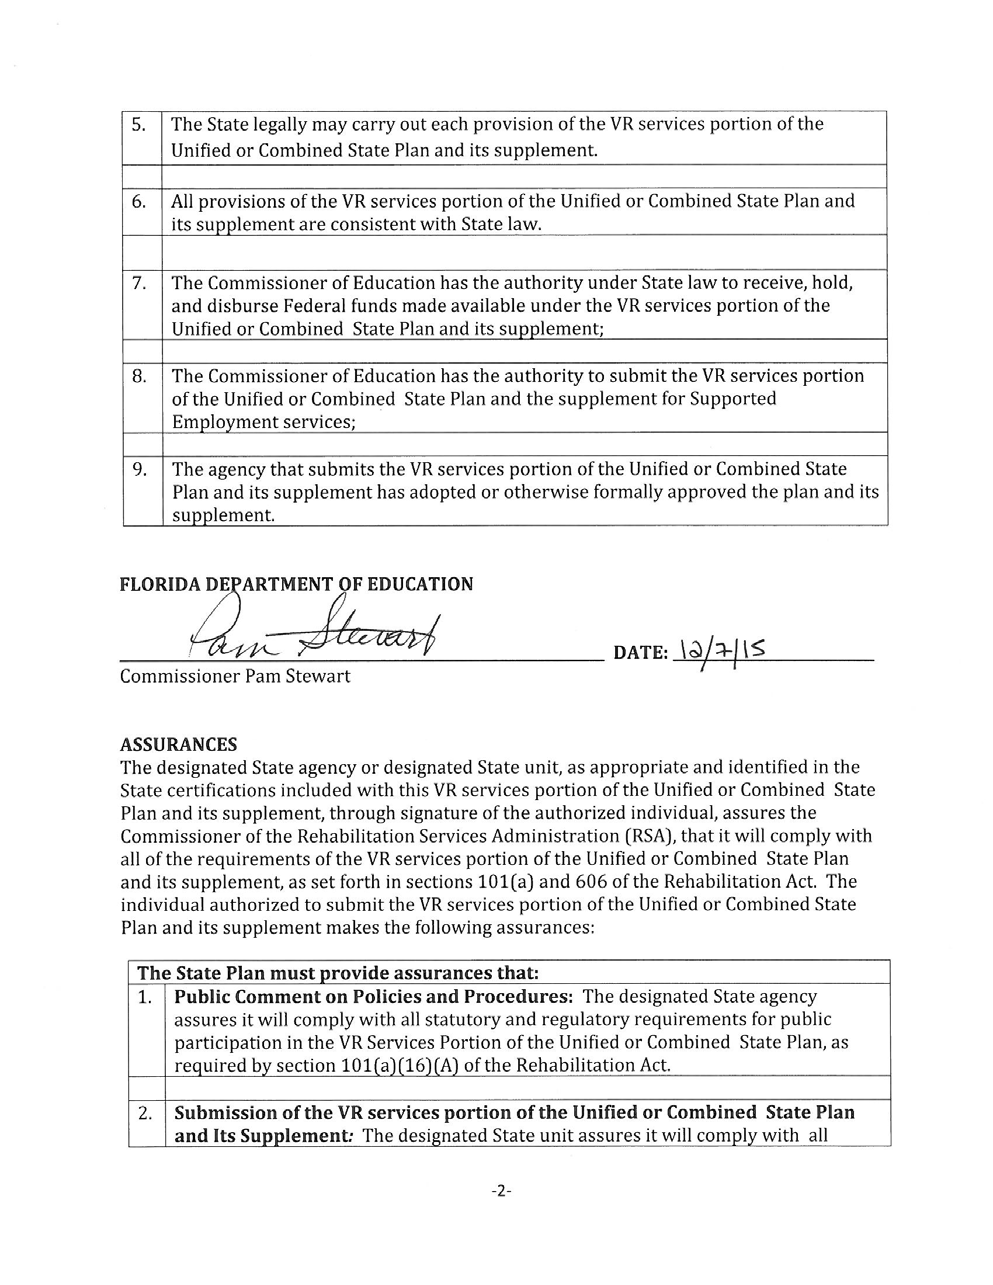 5. The State legally may carry out each provision of the VR services portion of the
Unified or Combined State Plan and its supplement.
6. All provisions of the VR services portion of the Unified or Combined State Plan and
its supplement are consistent with State law.
7. The Commissioner of Education has the authority under State law to receive, hold,
and disburse Federal funds made available under the VR services portion of the
Unified or Combined State Plan and its supplement;
8. The Commissioner of Education has the authority to submit the VR services portion
of the Unified or Combined State Plan and the supplement for Supported
Employment services;
9. The agency that submits the VR services portion of the Unified or Combined State
Plan and its supplement has adopted or otherwise formally approved the plan and its
supplement.
FLORIDA DEPARTMENT OF EDUCATION
Pam Stewart DATE: 12/7/15
Commissioner Pam Stewart
ASSURANCES
The designated State agency or designated State unit, as appropriate and identified in the
State certifications included with this VR services portion of the Unified or Combined State
Plan and its supplement, through signature of the authorized individual, assures the
Commissioner of the Rehabilitation Services Administration (RSA), that it will comply with
all of the requirements of the VR services portion of the Unified or Combined State Plan
and its supplement, as set forth in sections 101(a) and 606 of the Rehabilitation Act. The
individual authorized to submit the VR services portion of the Unified or Combined State
Plan and its supplement makes the following assurances:
The State Plan must provide assurances that:
1. Public Comment on Policies and Procedures: The designated State agency
assures it will comply with all statutory and regulatory requirements for public
participation in the VR Services Portion of the Unified or Combined State Plan, as
required by section 101(a)(16)(A) of the Rehabilitation Act.
2. Submission of the VR services portion of the Unified or Combined State Plan
and Its Supplement: The designated State unit assures it will comply with all
-2-